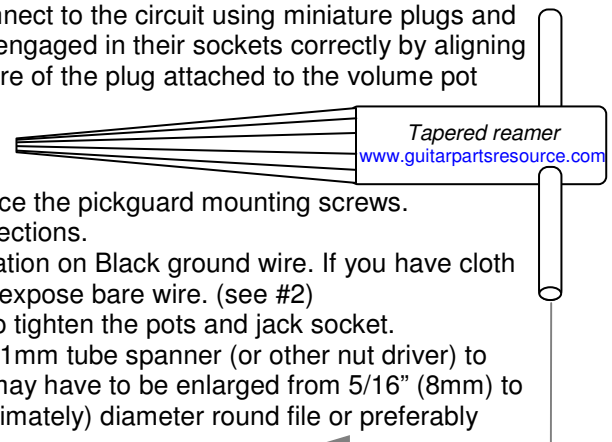 nnect to the circuit using miniature plugs and
engaged in their sockets correctly by aligning
re of the plug attached to the volume pot
Tapered reamer
www.guitarpartsresource.com
ce the pickguard mounting screws.
ections.
ation on Black ground wire. If you have cloth
expose bare wire. (see #2)
o tighten the pots and jack socket.
1mm tube spanner (or other nut driver) to
may have to be enlarged from 5/16” (8mm) to
imately) diameter round file or preferably